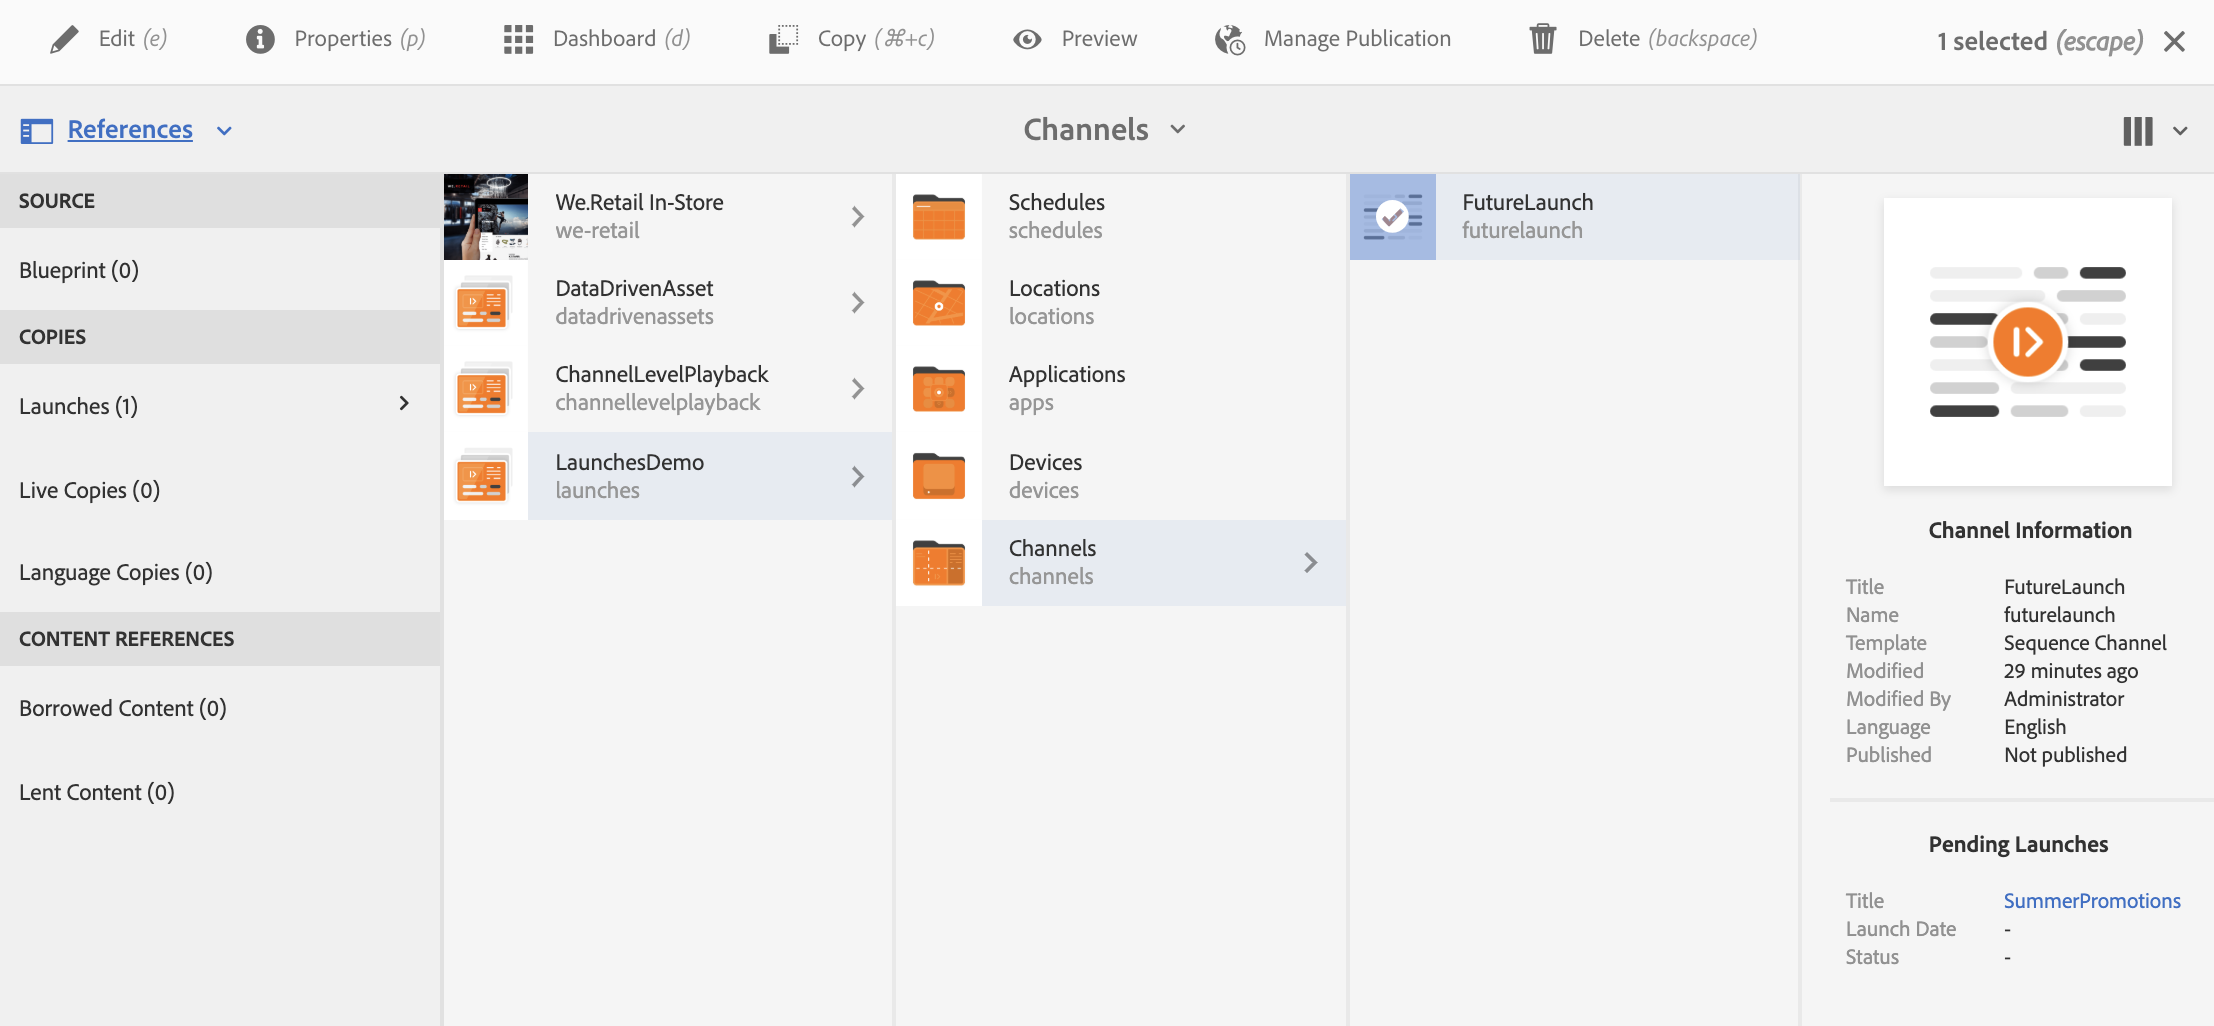 Edit (e)
Properties (p)
Dashboard (d)
Copy (⌘+c)
Preview
Manage Publication
Delete (backspace)
1 selected (escape)
References
Channels
SOURCE
Blueprint (0)
COPIES
Launches (1)
Live Copies (0)
Language Copies (0)
CONTENT REFERENCES
Borrowed Content (0)
Lent Content (0)
We.Retail In-Store
we-retail
DataDrivenAsset
datadrivenassets
ChannelLevelPlayback
channellevelplayback
LaunchesDemo
launches
Schedules
schedules
Locations
locations
Applications
apps
Devices
devices
Channels
channels
FutureLaunch
futurelaunch
Channel Information
Title FutureLaunch
Name futurelaunch
Template Sequence Channel
Modified 29 minutes ago
Modified By Administrator
Language English
Published Not published
Pending Launches
Title SummerPromotions
Launch Date -
Status -